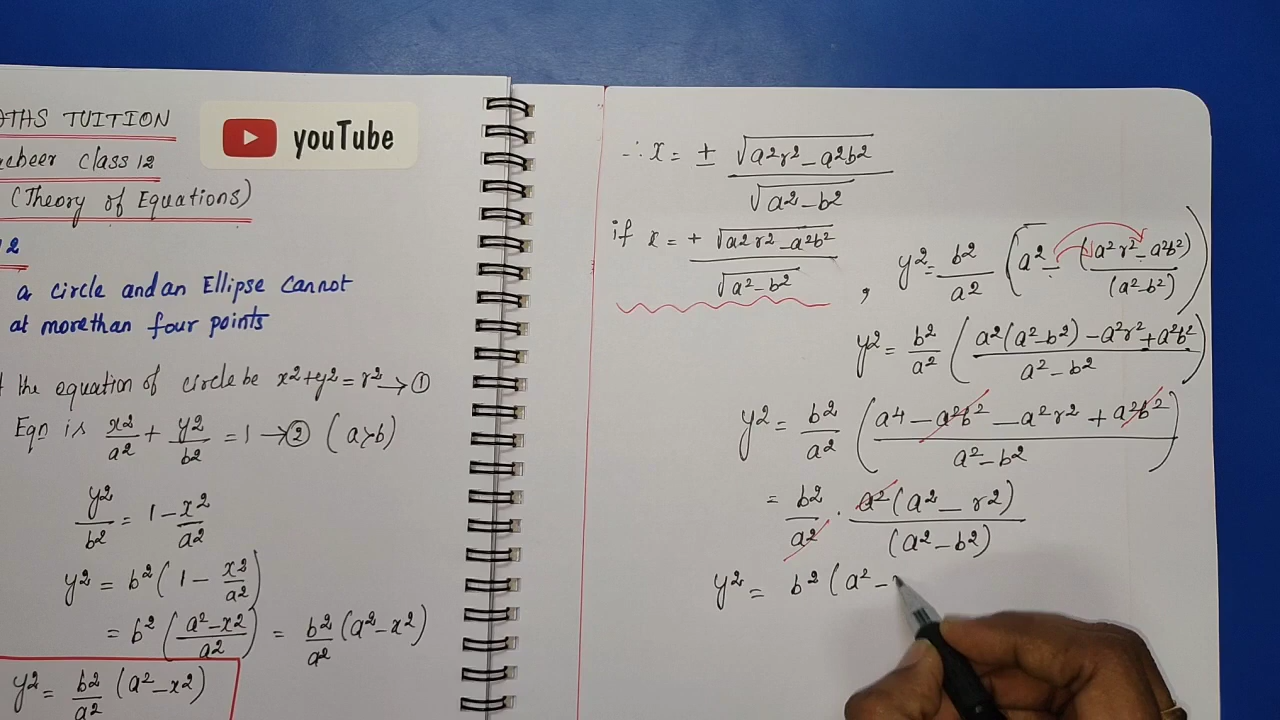 THS TUITION
youTube
beer Class 12
(Theory of Equations)
2
a circle and an Ellipse Cannot
at morethan four points
the equation of circle be x²+y²=r² → ①
Eqn is x²/a² + y²/b² = 1 → ② (a>b)
y²/b² = 1 - x²/a²
y² = b² (1 - x²/a²)
= b² (a²-x²/a²) = b²/a² (a²-x²)
y² = b²/a² (a²-x²)
∴ x = ± √a²r²-a²b²/√a²-b²
if x = + √a²r²-a²b²/√a²-b² , y² = b²/a² (a² - (a²r²-a²b²)/(a²-b²))
y² = b²/a² (a²(a²-b²)-a²r²+a²b²/a²-b²)
y² = b²/a² (a4-a²b²-a²r²+a²b²/a²-b²)
= b²/a² . a²(a²-r²)/(a²-b²)
y² = b² (a²-